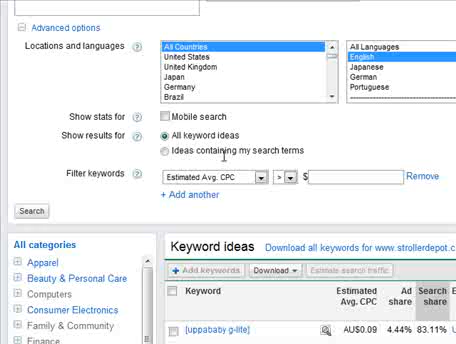 Advanced options
Locations and languages
All Countries
United States
United Kingdom
Japan
Germany
Brazil
All Languages
English
Japanese
German
Portuguese
Show stats for
Mobile search
Show results for
All keyword ideas
Ideas containing my search terms
Filter keywords
Estimated Avg. CPC > $ Remove
+ Add another
Search
All categories
Apparel
Beauty & Personal Care
Computers
Consumer Electronics
Family & Community
Finance
Keyword ideas Download all keywords for www.strollerdepot.c
Add keywords Download Estimate search traffic
Keyword Estimated Avg. CPC Ad share Search share E
[uppababy g-lite] AU$0.09 4.44% 83.11%